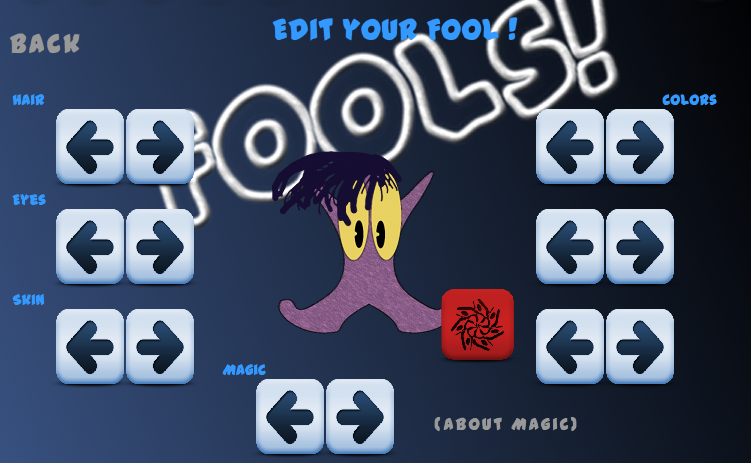 EDIT YOUR FOOL !
BACK
FOOLS!
HAIR
COLORS
EYES
SKIN
MAGIC
(ABOUT MAGIC)